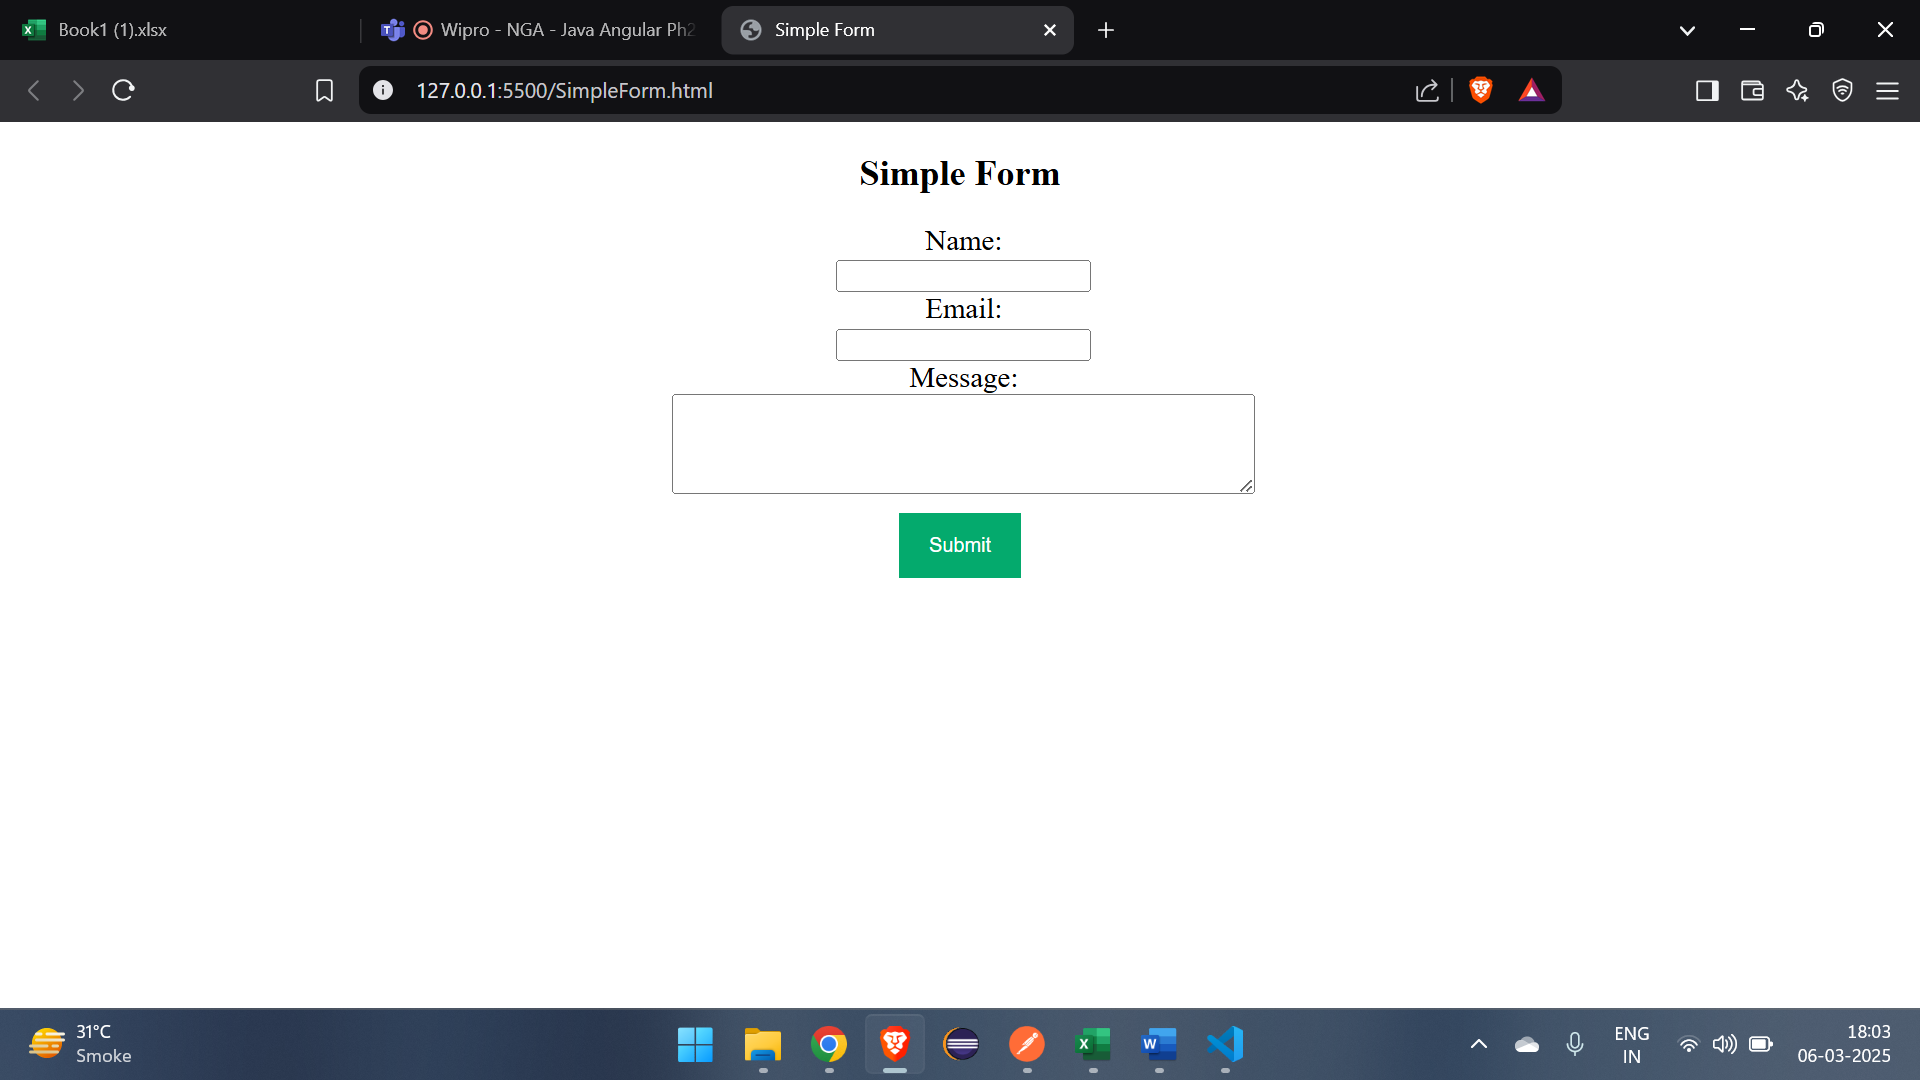 Book1 (1).xlsx
Wipro - NGA - Java Angular Ph2
Simple Form
127.0.0.1:5500/SimpleForm.html
Simple Form
Name:
Email:
Message:
Submit
31°C
Smoke
ENG
IN
18:03
06-03-2025